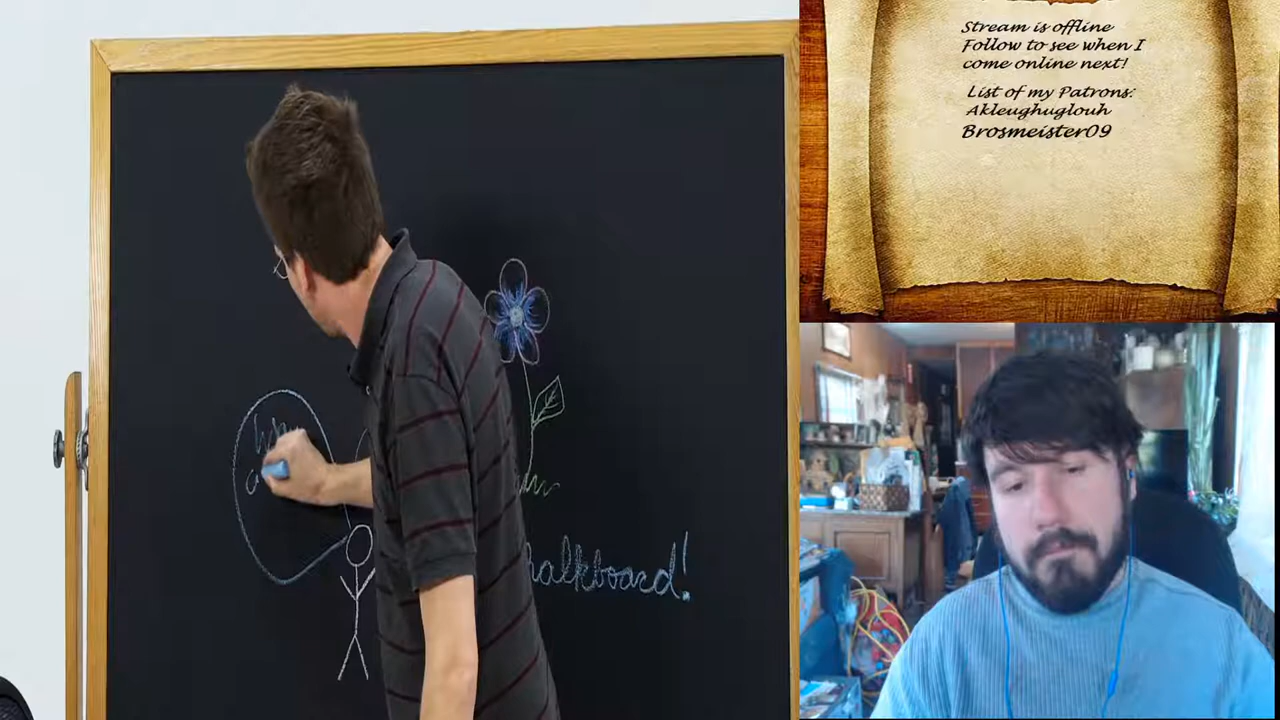 Stream is offline
Follow to see when I
come online next!
List of my Patrons:
Akleughuglouh
Brosmeister09
halkboard!